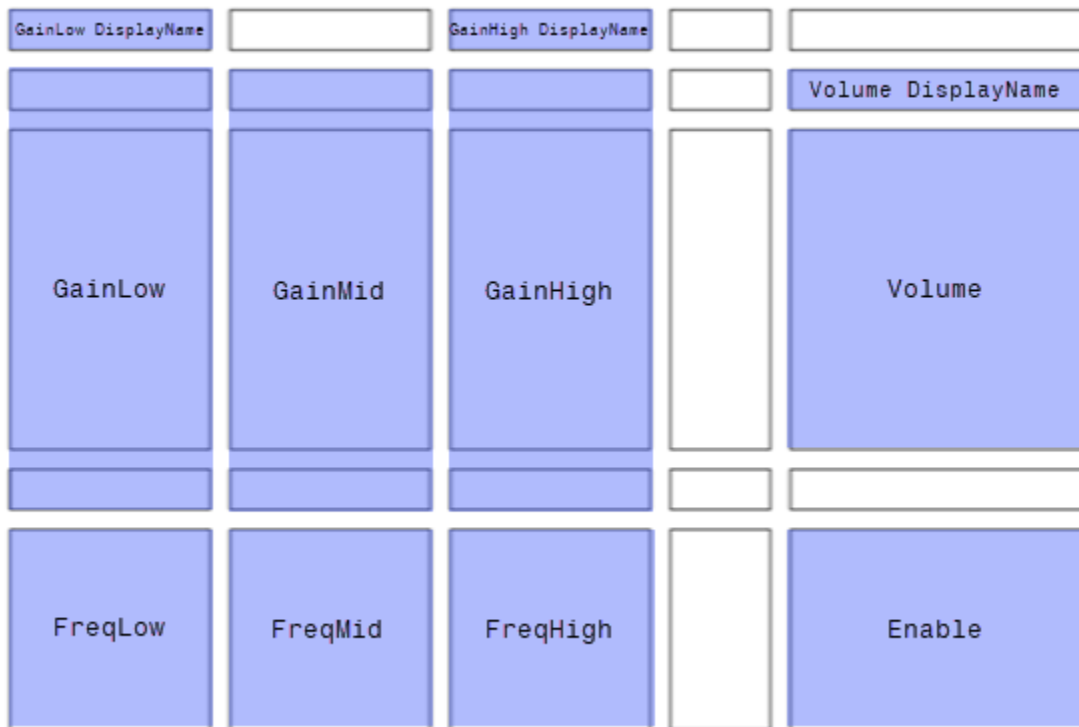 GainLow DisplayName
GainHigh DisplayName
Volume DisplayName
GainLow
GainMid
GainHigh
Volume
FreqLow
FreqMid
FreqHigh
Enable